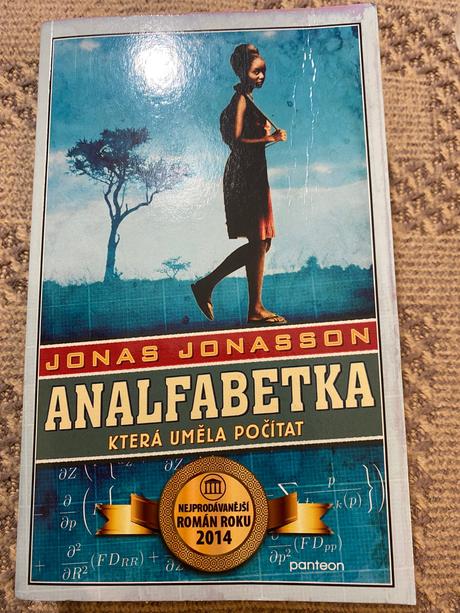 JONAS JONASSON
ANALFABETKA
KTERÁ UMĚLA POČÍTAT
NEJPRODÁVANĚJŠÍ
ROMÁN ROKU
2014
panteon